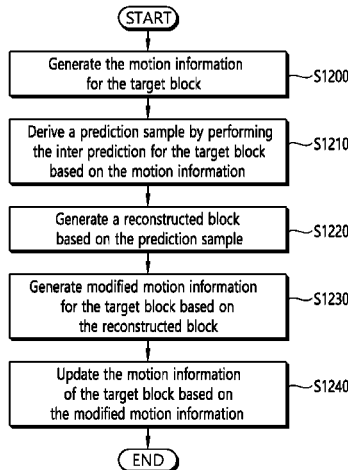 START
Generate the motion information
for the target block
S1200
Derive a prediction sample by performing
the inter prediction for the target block
based on the motion information
S1210
Generate a reconstructed block
based on the prediction sample
S1220
Generate modified motion information
for the target block based on
the reconstructed block
S1230
Update the motion information
of the target block based on
the modified motion information
S1240
END